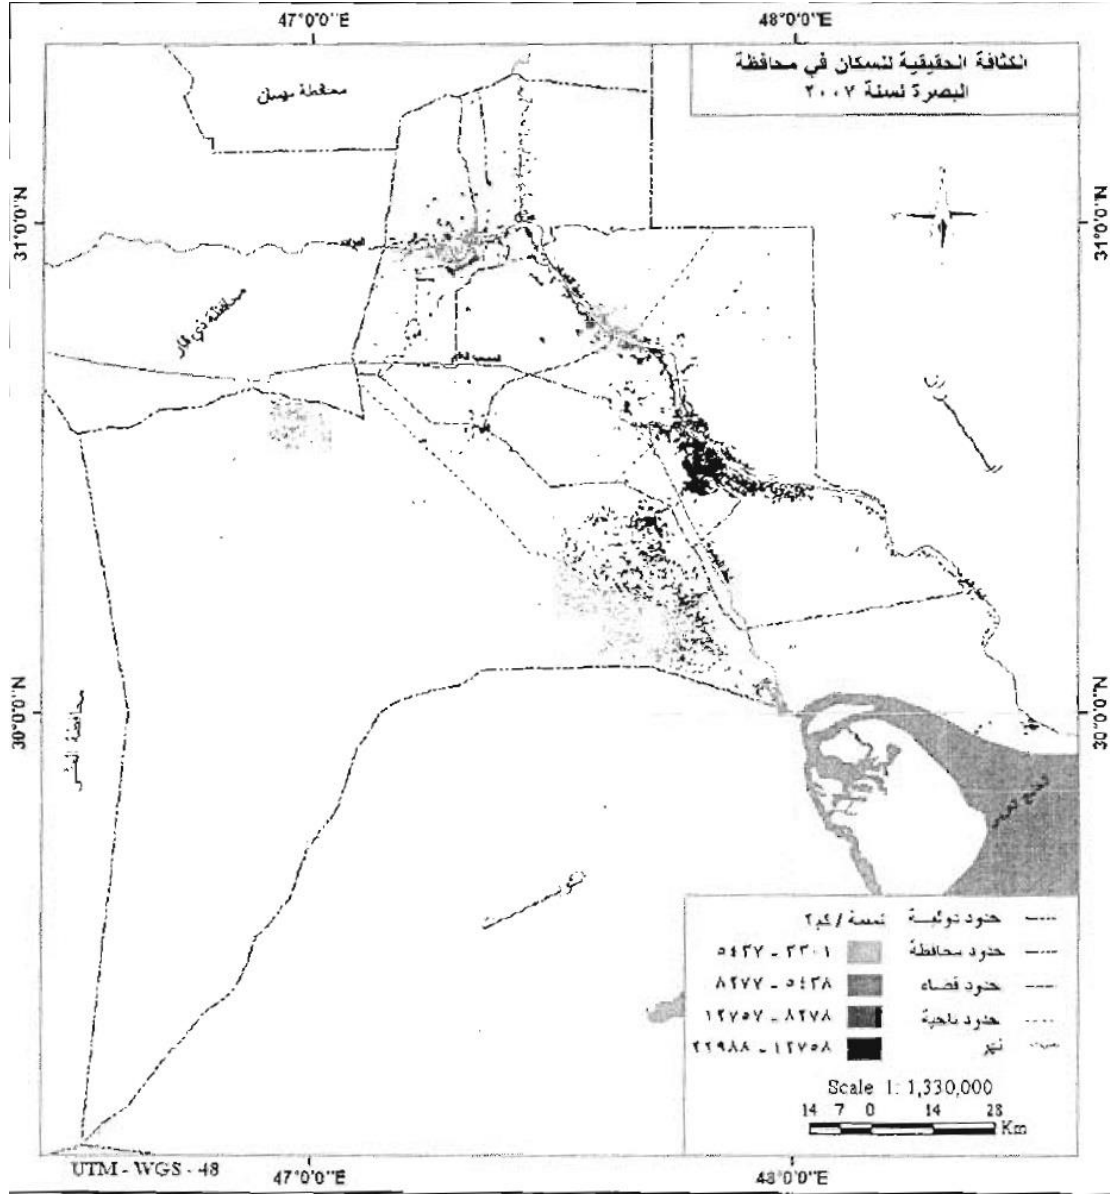 47°0'0"E
48°0'0"E
الكثافة الحقيقية للسكان في محافظة
البصرة لسنة ٢٠٠٧
محافظة ميسان
31°0'0"N
31°0'0"N
محافظة ذي قار
30°0'0"N
30°0'0"N
محافظة المثنى
الخليج العربي
حدود دولية
نسمة / كم٢
حدود محافظة
٥٤٣٧ - ٣٣٠١
حدود قضاء
٨٢٧٧ - ٥٤٣٨
حدود ناحية
١٢٧٥٧ - ٨٢٧٨
نهر
٢٢٩٨٨ - ١٢٧٥٨
Scale 1: 1,330,000
14 7 0 14 28
Km
UTM - WGS - 48
47°0'0"E
48°0'0"E